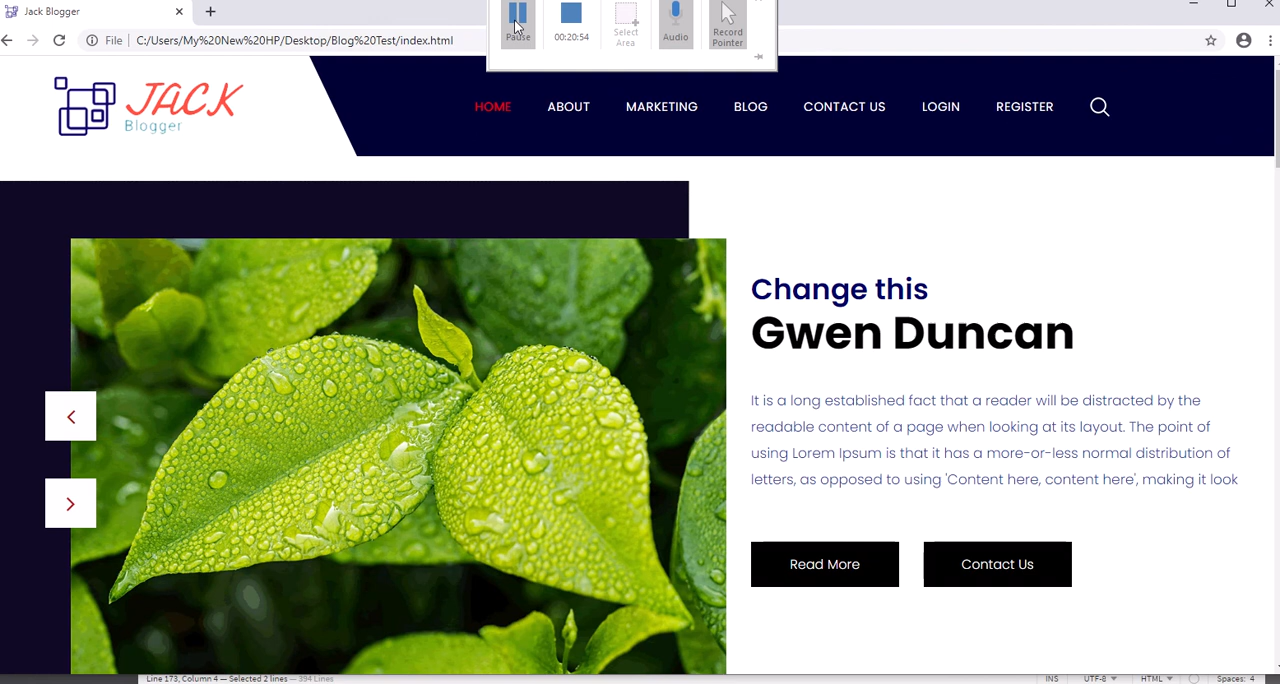 Jack Blogger
File C:/Users/My%20New%20HP/Desktop/Blog%20Test/index.html
Pause
00:20:54
Select
Area
Audio
Record
Pointer
JACK
Blogger
HOME ABOUT MARKETING BLOG CONTACT US LOGIN REGISTER
Change this
Gwen Duncan
It is a long established fact that a reader will be distracted by the
readable content of a page when looking at its layout. The point of
using Lorem Ipsum is that it has a more-or-less normal distribution of
letters, as opposed to using 'Content here, content here', making it look
Read More Contact Us
Line 173, Column 4 — Selected 2 lines — 394 Lines INS UTF-8 HTML Spaces: 4